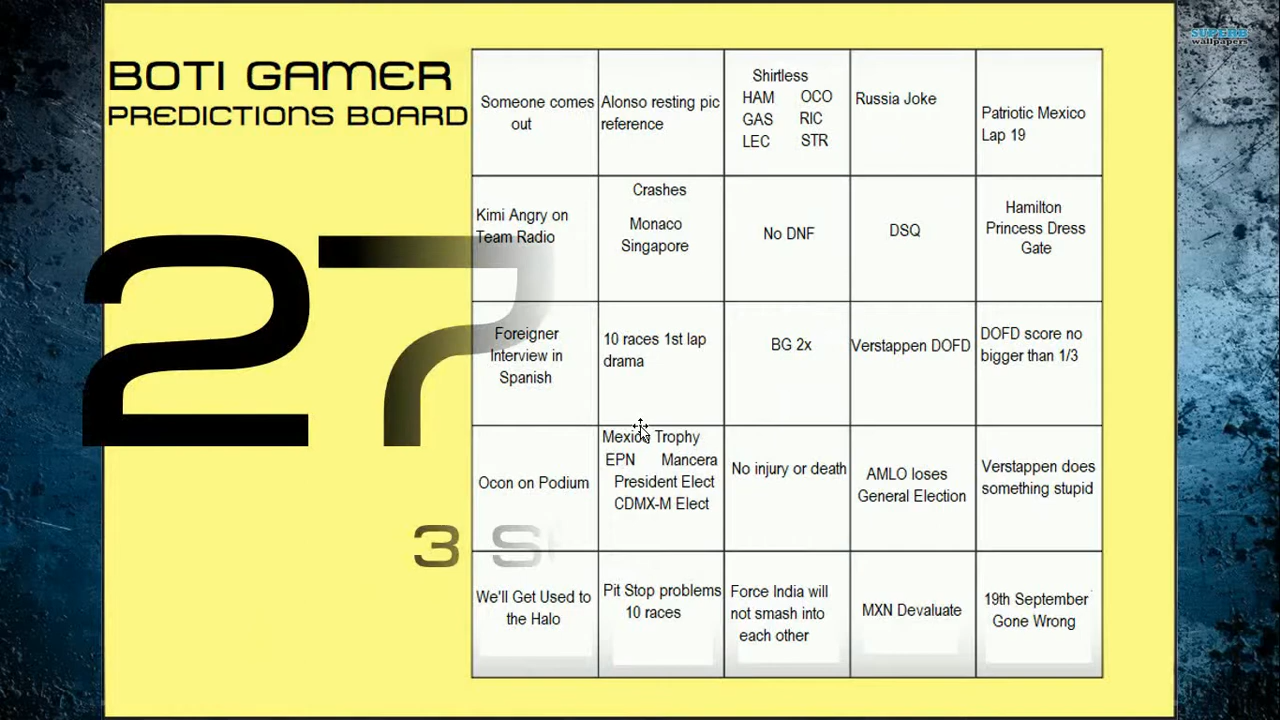 SUPERB
wallpapers
BOTI GAMER
PREDICTIONS BOARD
27
3 S
Someone comes
out
Alonso resting pic
reference
Shirtless
HAM OCO
GAS RIC
LEC STR
Russia Joke
Patriotic Mexico
Lap 19
Kimi Angry on
Team Radio
Crashes
Monaco
Singapore
No DNF
DSQ
Hamilton
Princess Dress
Gate
Foreigner
Interview in
Spanish
10 races 1st lap
drama
BG 2x
Verstappen DOFD
DOFD score no
bigger than 1/3
Ocon on Podium
Mexico Trophy
EPN Mancera
President Elect
CDMX-M Elect
No injury or death
AMLO loses
General Election
Verstappen does
something stupid
We'll Get Used to
the Halo
Pit Stop problems
10 races
Force India will
not smash into
each other
MXN Devaluate
19th September
Gone Wrong